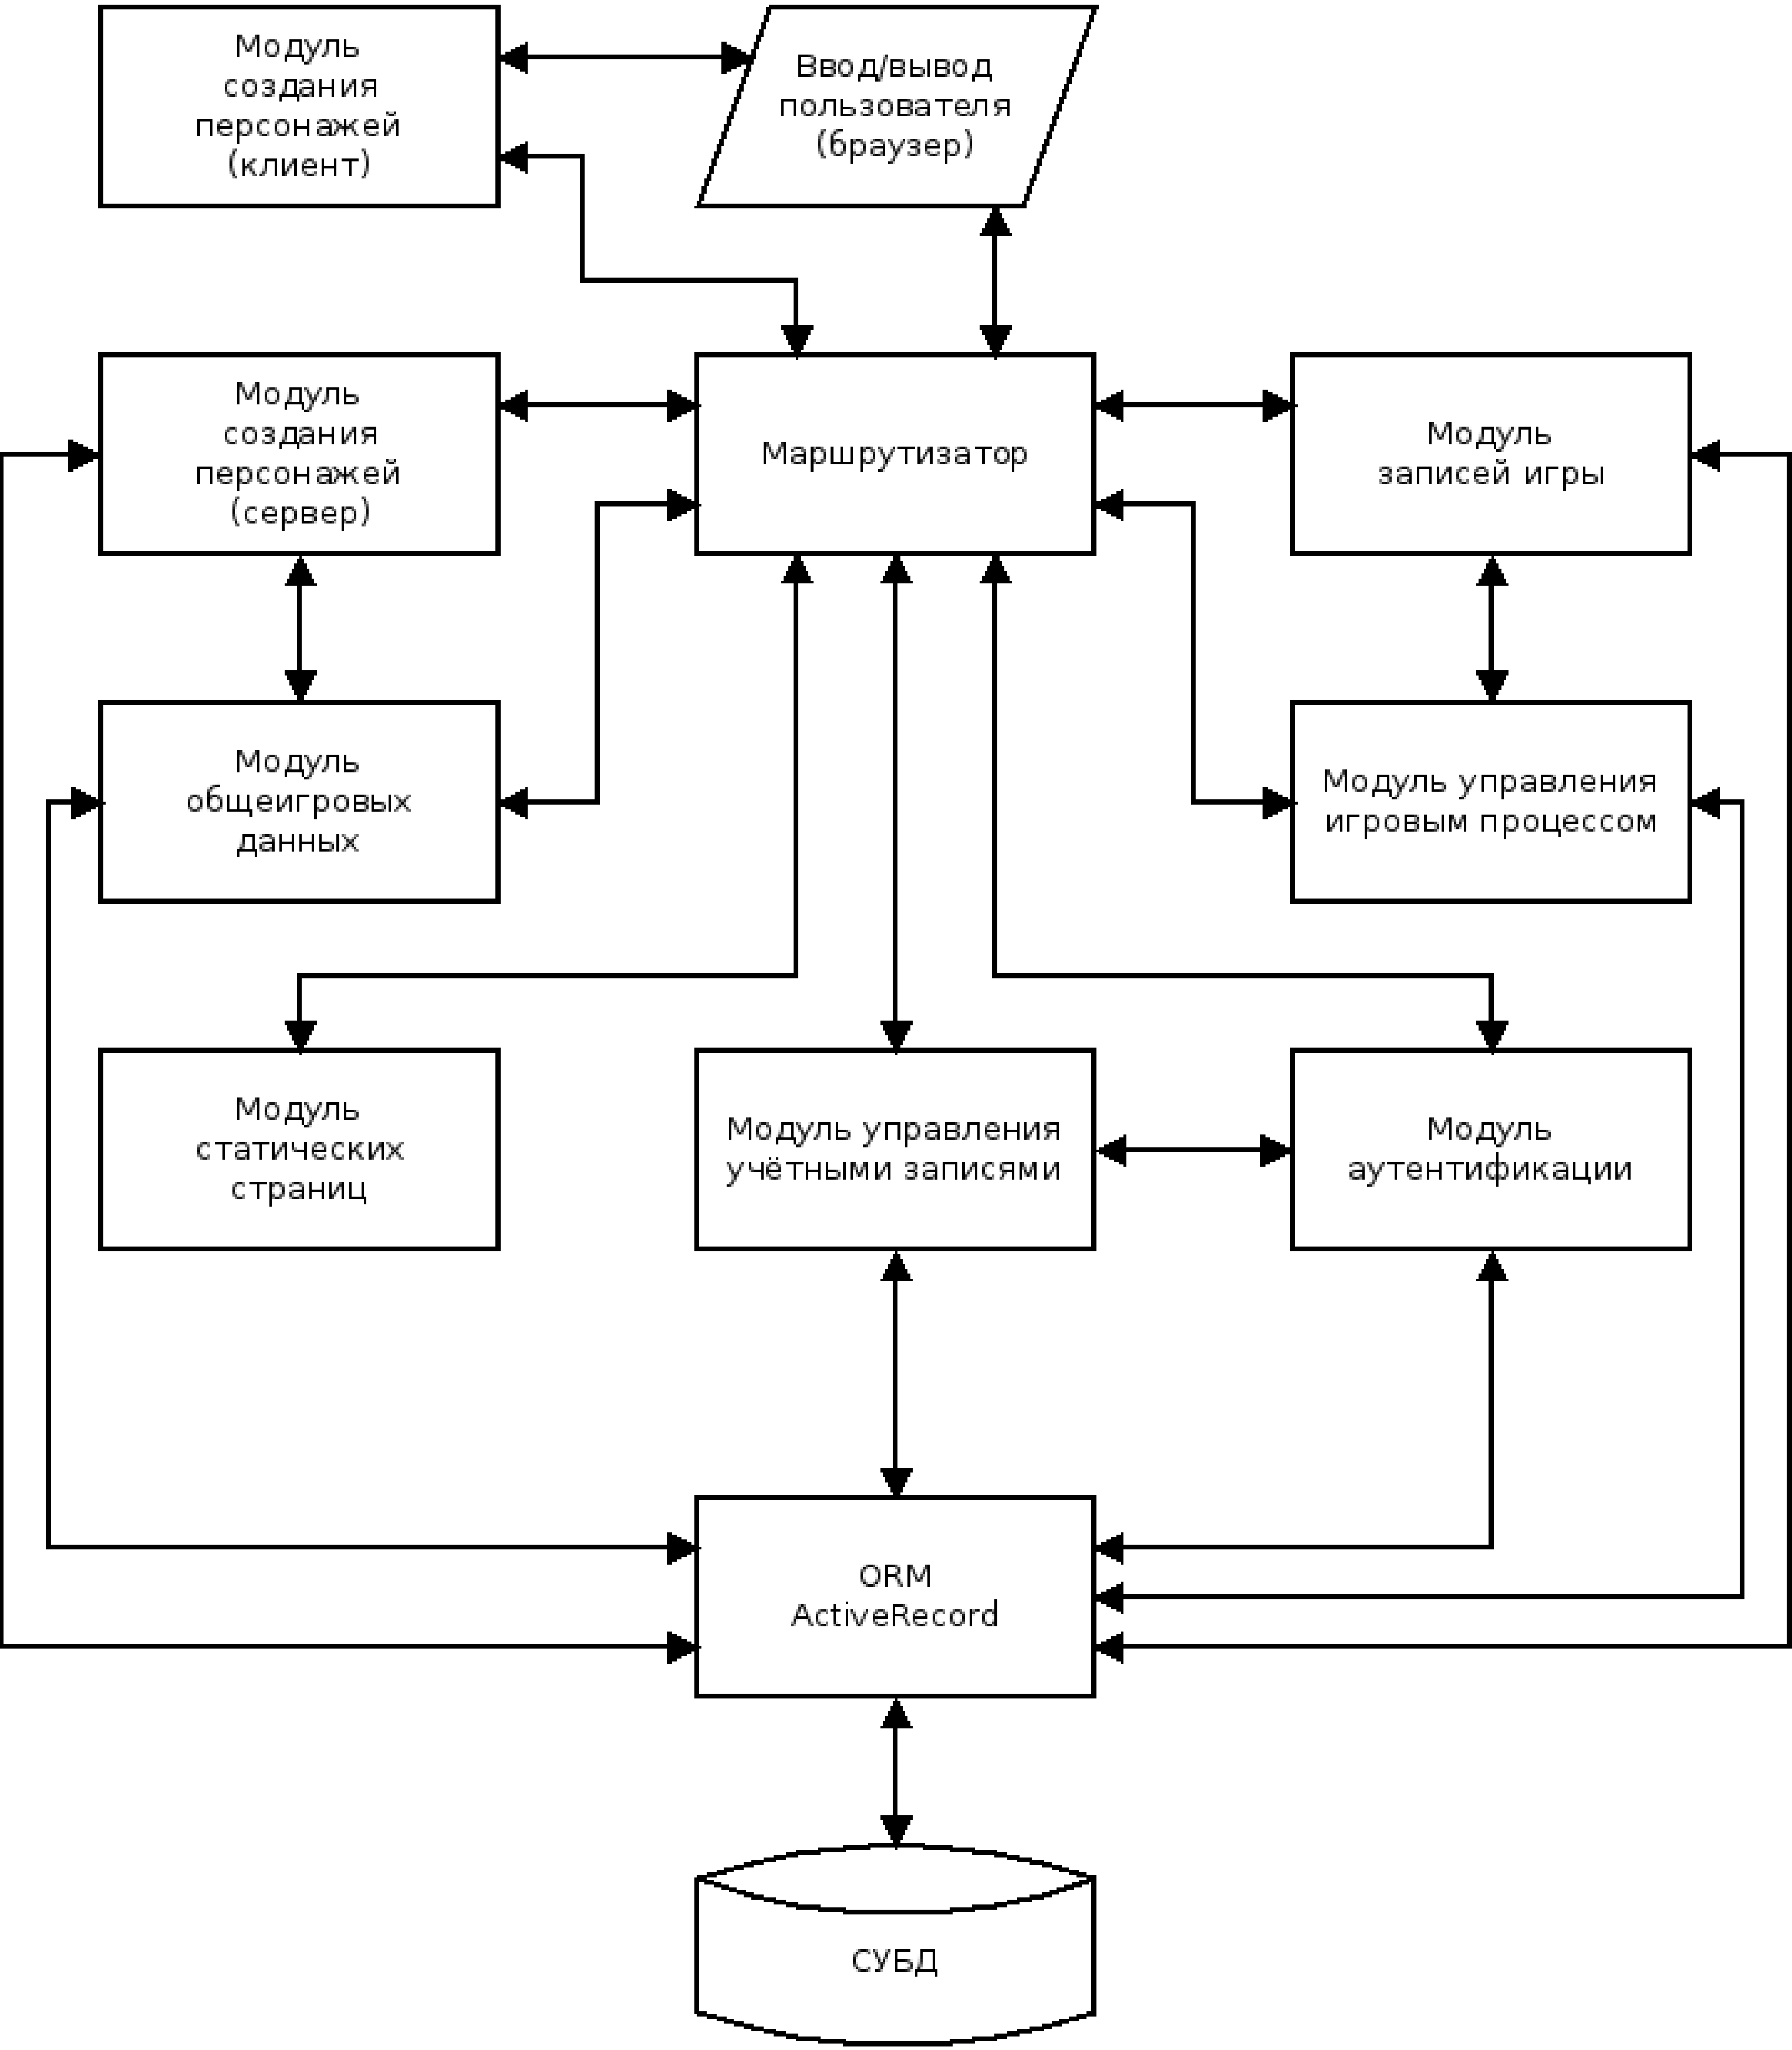 Модуль
создания
персонажей
(клиент)
Ввод/вывод
пользователя
(браузер)
Модуль
создания
персонажей
(сервер)
Маршрутизатор
Модуль
записей игры
Модуль
общеигровых
данных
Модуль управления
игровым процессом
Модуль
статических
страниц
Модуль управления
учётными записями
Модуль
аутентификации
ORM
ActiveRecord
СУБД